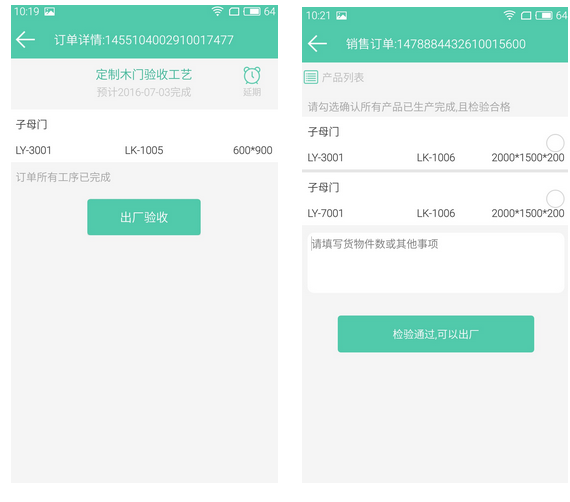 10:19
64
订单详情:1455104002910017477
定制木门验收工艺
预计2016-07-03完成
延期
子母门
LY-3001 LK-1005 600*900
订单所有工序已完成
出厂验收
10:21
64
销售订单:1478884432610015600
产品列表
请勾选确认所有产品已生产完成,且检验合格
子母门
LY-3001 LK-1006 2000*1500*200
子母门
LY-7001 LK-1006 2000*1500*200
请填写货物件数或其他事项
检验通过,可以出厂